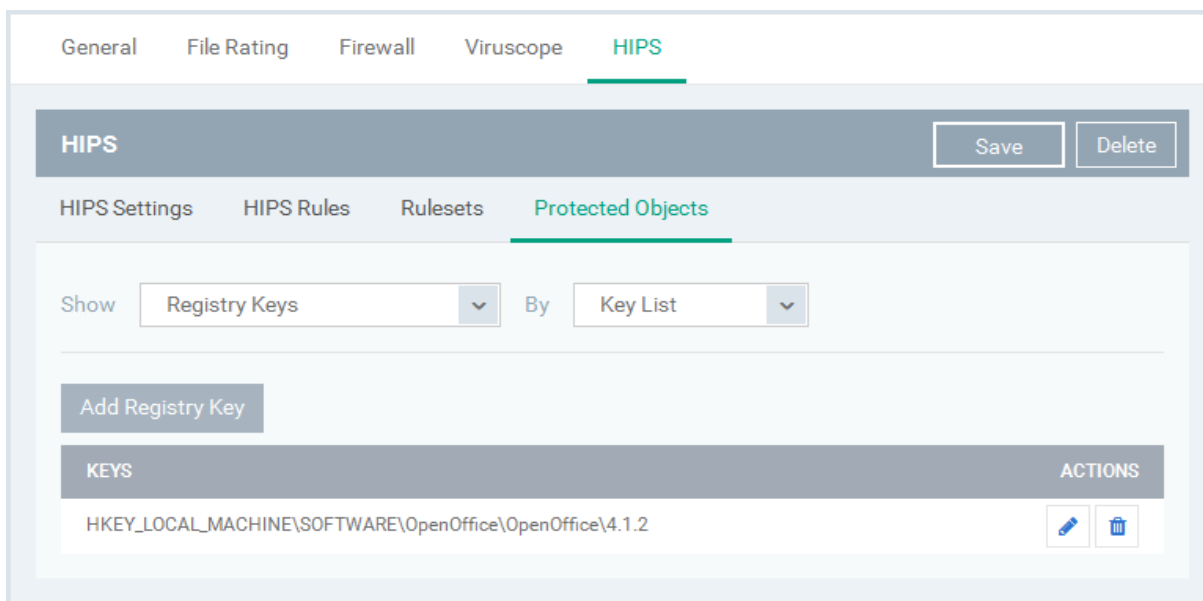 General File Rating Firewall Viruscope HIPS
HIPS Save Delete
HIPS Settings HIPS Rules Rulesets Protected Objects
Show Registry Keys By Key List
Add Registry Key
KEYS ACTIONS
HKEY_LOCAL_MACHINE\SOFTWARE\OpenOffice\OpenOffice\4.1.2